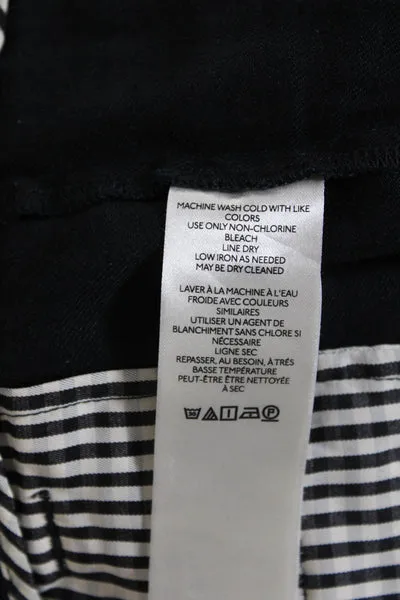 MACHINE WASH COLD WITH LIKE
COLORS
USE ONLY NON-CHLORINE
BLEACH
LINE DRY
LOW IRON AS NEEDED
MAY BE DRY CLEANED
LAVER À LA MACHINE À L'EAU
FROIDE AVEC COULEURS
SIMILAIRES
UTILISER UN AGENT DE
BLANCHIMENT SANS CHLORE SI
NÉCESSAIRE
LIGNE SEC
REPASSER, AU BESOIN, À TRÉS
BASSE TEMPÉRATURE
PEUT-ÊTRE ÊTRE NETTOYÉE
À SEC